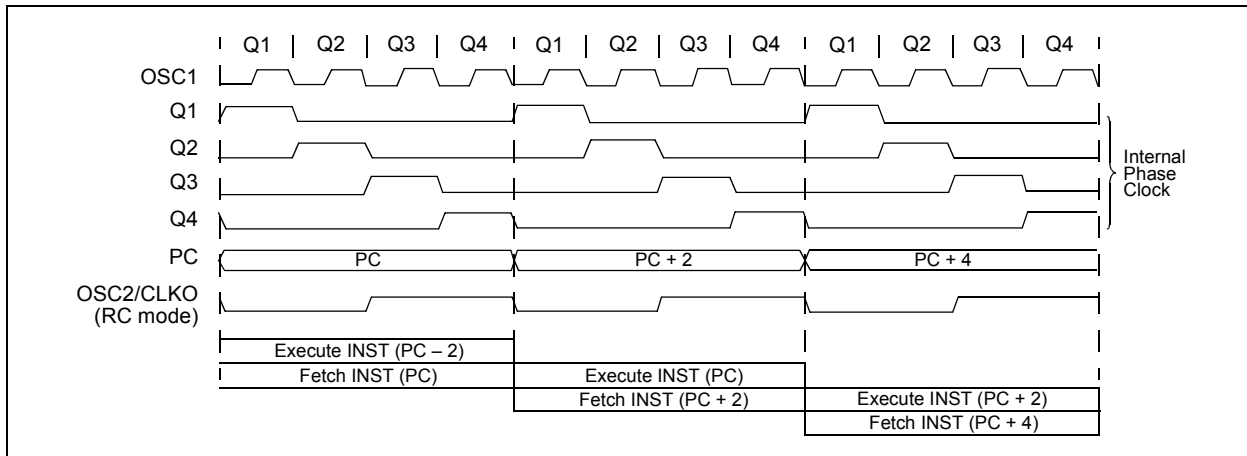 Q1 Q2 Q3 Q4 Q1 Q2 Q3 Q4 Q1 Q2 Q3 Q4
OSC1
Q1
Q2
Q3
Q4
Internal
Phase
Clock
PC PC PC + 2 PC + 4
OSC2/CLKO
(RC mode)
Execute INST (PC – 2)
Fetch INST (PC) Execute INST (PC)
Fetch INST (PC + 2) Execute INST (PC + 2)
Fetch INST (PC + 4)